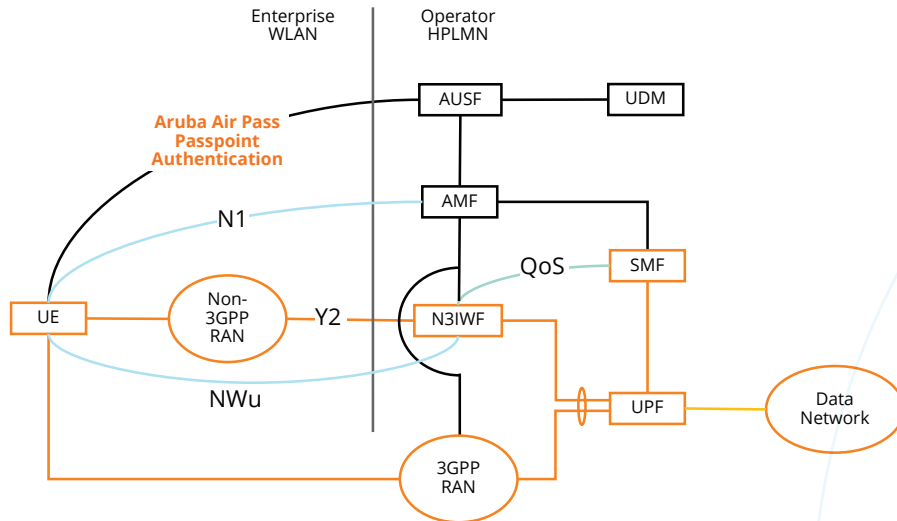 Enterprise
WLAN
Operator
HPLMN
AUSF
UDM
Aruba Air Pass
Passpoint
Authentication
AMF
N1
QoS
SMF
UE
Non-
3GPP
RAN
Y2
N3IWF
NWu
UPF
Data
Network
3GPP
RAN